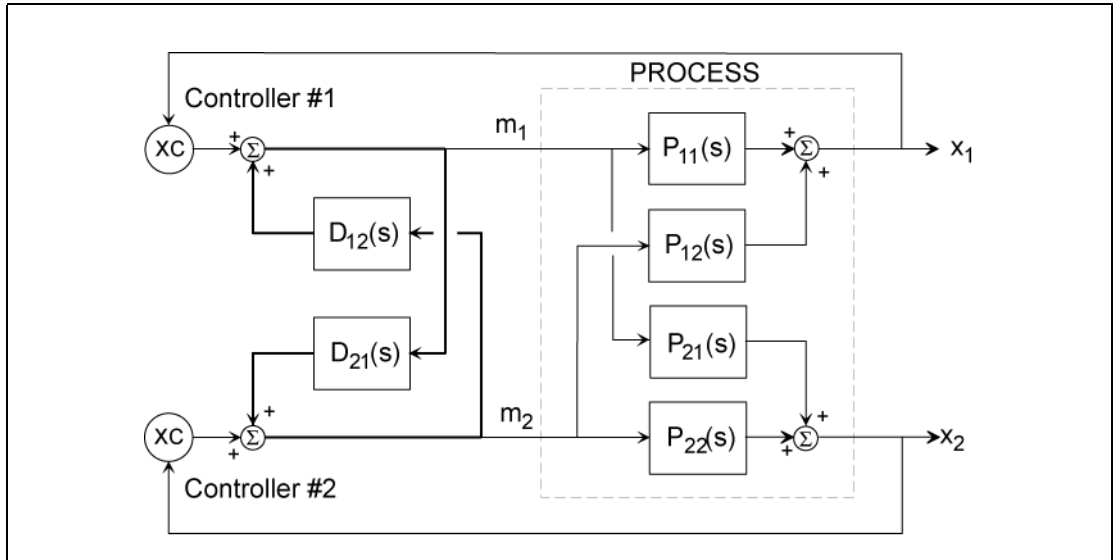 PROCESS
Controller #1
m1
P11(s)
+
+
XC
+
Σ
+
Σ
+
x1
D12(s)
P12(s)
D21(s)
P21(s)
+
m2
+
XC
+
Σ
P22(s)
+
Σ
x2
Controller #2